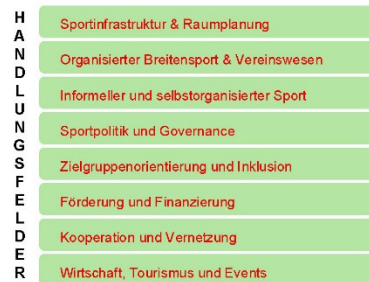 HANDLUNGSFELDER
Sportinfrastruktur & Raumplanung
Organisierter Breitensport & Vereinswesen
Informeller und selbstorganisierter Sport
Sportpolitik und Governance
Zielgruppenorientierung und Inklusion
Förderung und Finanzierung
Kooperation und Vernetzung
Wirtschaft, Tourismus und Events